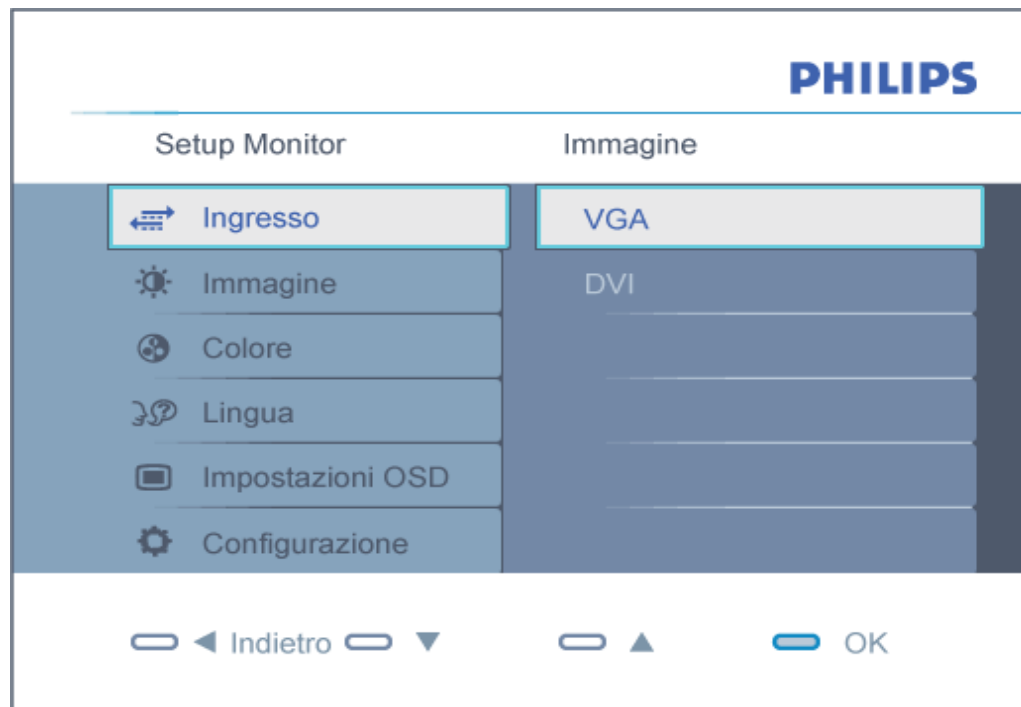 PHILIPS
Setup Monitor Immagine
Ingresso VGA
Immagine DVI
Colore
Lingua
Impostazioni OSD
Configurazione
Indietro OK